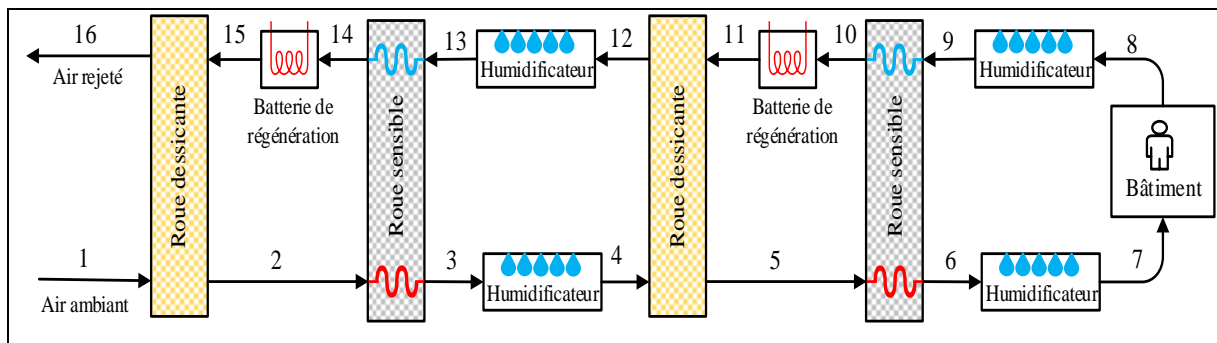 16
15
14
13
12
11
10
9
8
Air rejeté
Humidificateur
Humidificateur
Batterie de
régénération
Batterie de
régénération
Roue dessicante
Roue sensible
Roue dessicante
Roue sensible
Bâtiment
1
2
3
4
5
6
7
Air ambiant
Humidificateur
Humidificateur